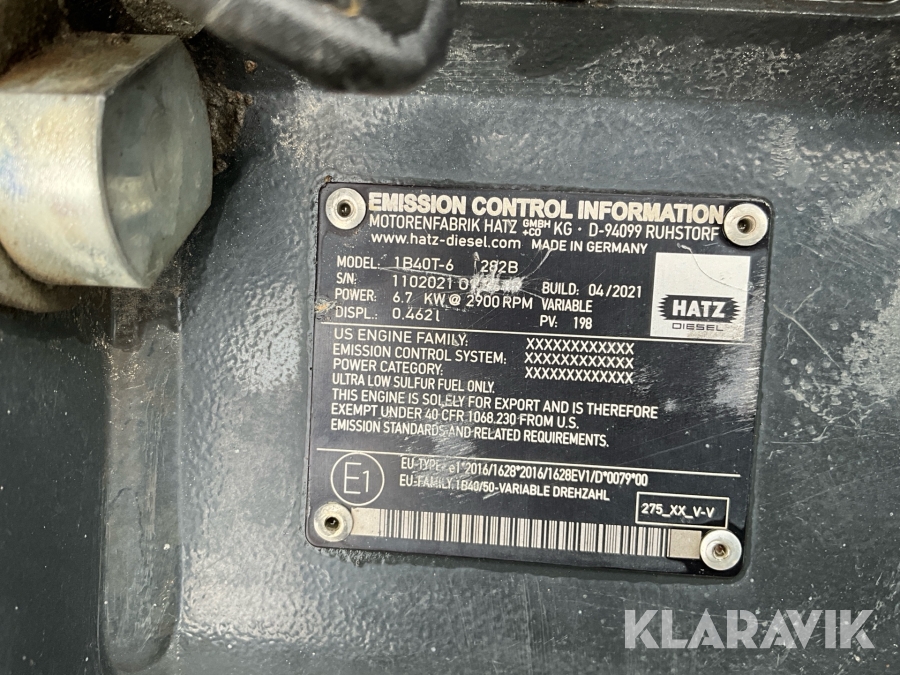 EMISSION CONTROL INFORMATION
MOTORENFABRIK HATZ GMBH +CO KG · D-94099 RUHSTORF
www.hatz-diesel.com MADE IN GERMANY
MODEL: 1B40T-6 282B
S/N: 1102021 BUILD: 04/2021
POWER: 6.7 KW @ 2900 RPM VARIABLE
DISPL.: 0.462l PV: 198
HATZ
DIESEL
US ENGINE FAMILY: XXXXXXXXXXXX
EMISSION CONTROL SYSTEM: XXXXXXXXXXXX
POWER CATEGORY: XXXXXXXXXXXX
ULTRA LOW SULFUR FUEL ONLY.
THIS ENGINE IS SOLELY FOR EXPORT AND IS THEREFORE
EXEMPT UNDER 40 CFR 1068.230 FROM U.S.
EMISSION STANDARDS AND RELATED REQUIREMENTS.
E1
EU-TYPE: e1*2016/1628*2016/1628EV1/D*0079*00
EU-FAMILY: 1B40/50-VARIABLE DREHZAHL
275_XX_V-V
KLARAVIK